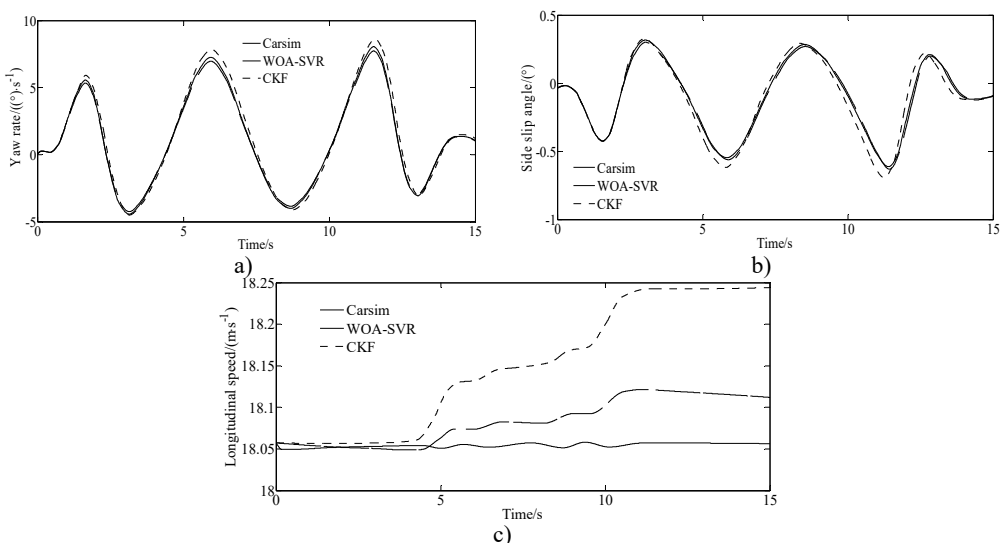 10
5
0
-5
Yaw rate/((°)·s-1)
Carsim
WOA-SVR
CKF
0
5
10
15
Time/s
a)
0.5
0
-0.5
-1
Side slip angle/(°)
Carsim
WOA-SVR
CKF
0
5
10
15
Time/s
b)
18.25
18.2
18.15
18.1
18.05
18
Longitudinal speed/(m·s-1)
Carsim
WOA-SVR
CKF
0
5
10
15
Time/s
c)